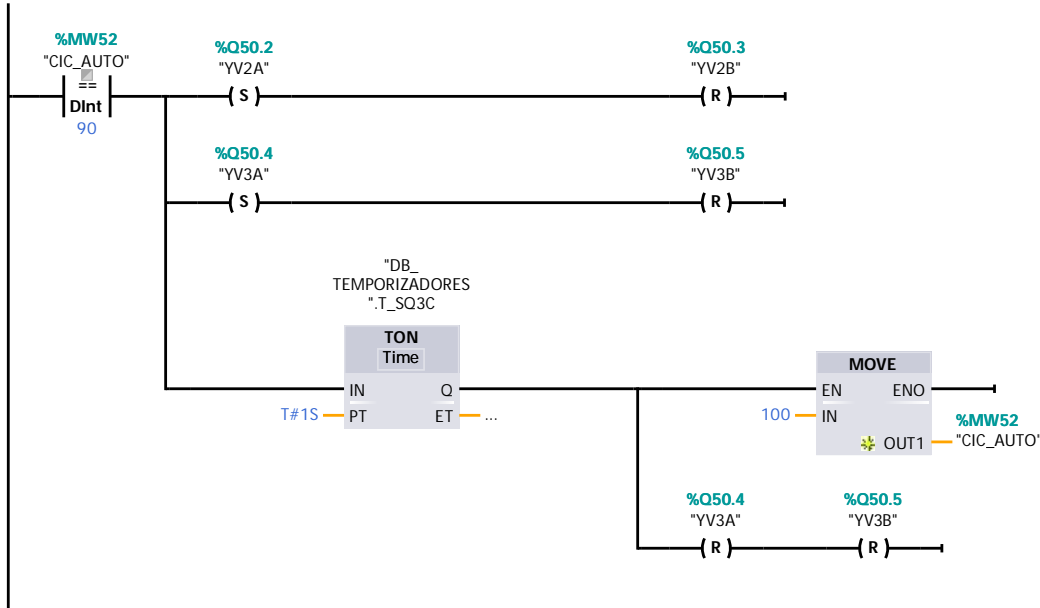 %MW52
"CIC_AUTO"
==
DInt
90
%Q50.2
"YV2A"
S
%Q50.3
"YV2B"
R
%Q50.4
"YV3A"
S
%Q50.5
"YV3B"
R
"DB_
TEMPORIZADORES
".T_SQ3C
TON
Time
IN Q
T#1S PT ET ...
MOVE
EN ENO
100 IN
%MW52
OUT1 "CIC_AUTO"
%Q50.4
"YV3A"
R
%Q50.5
"YV3B"
R